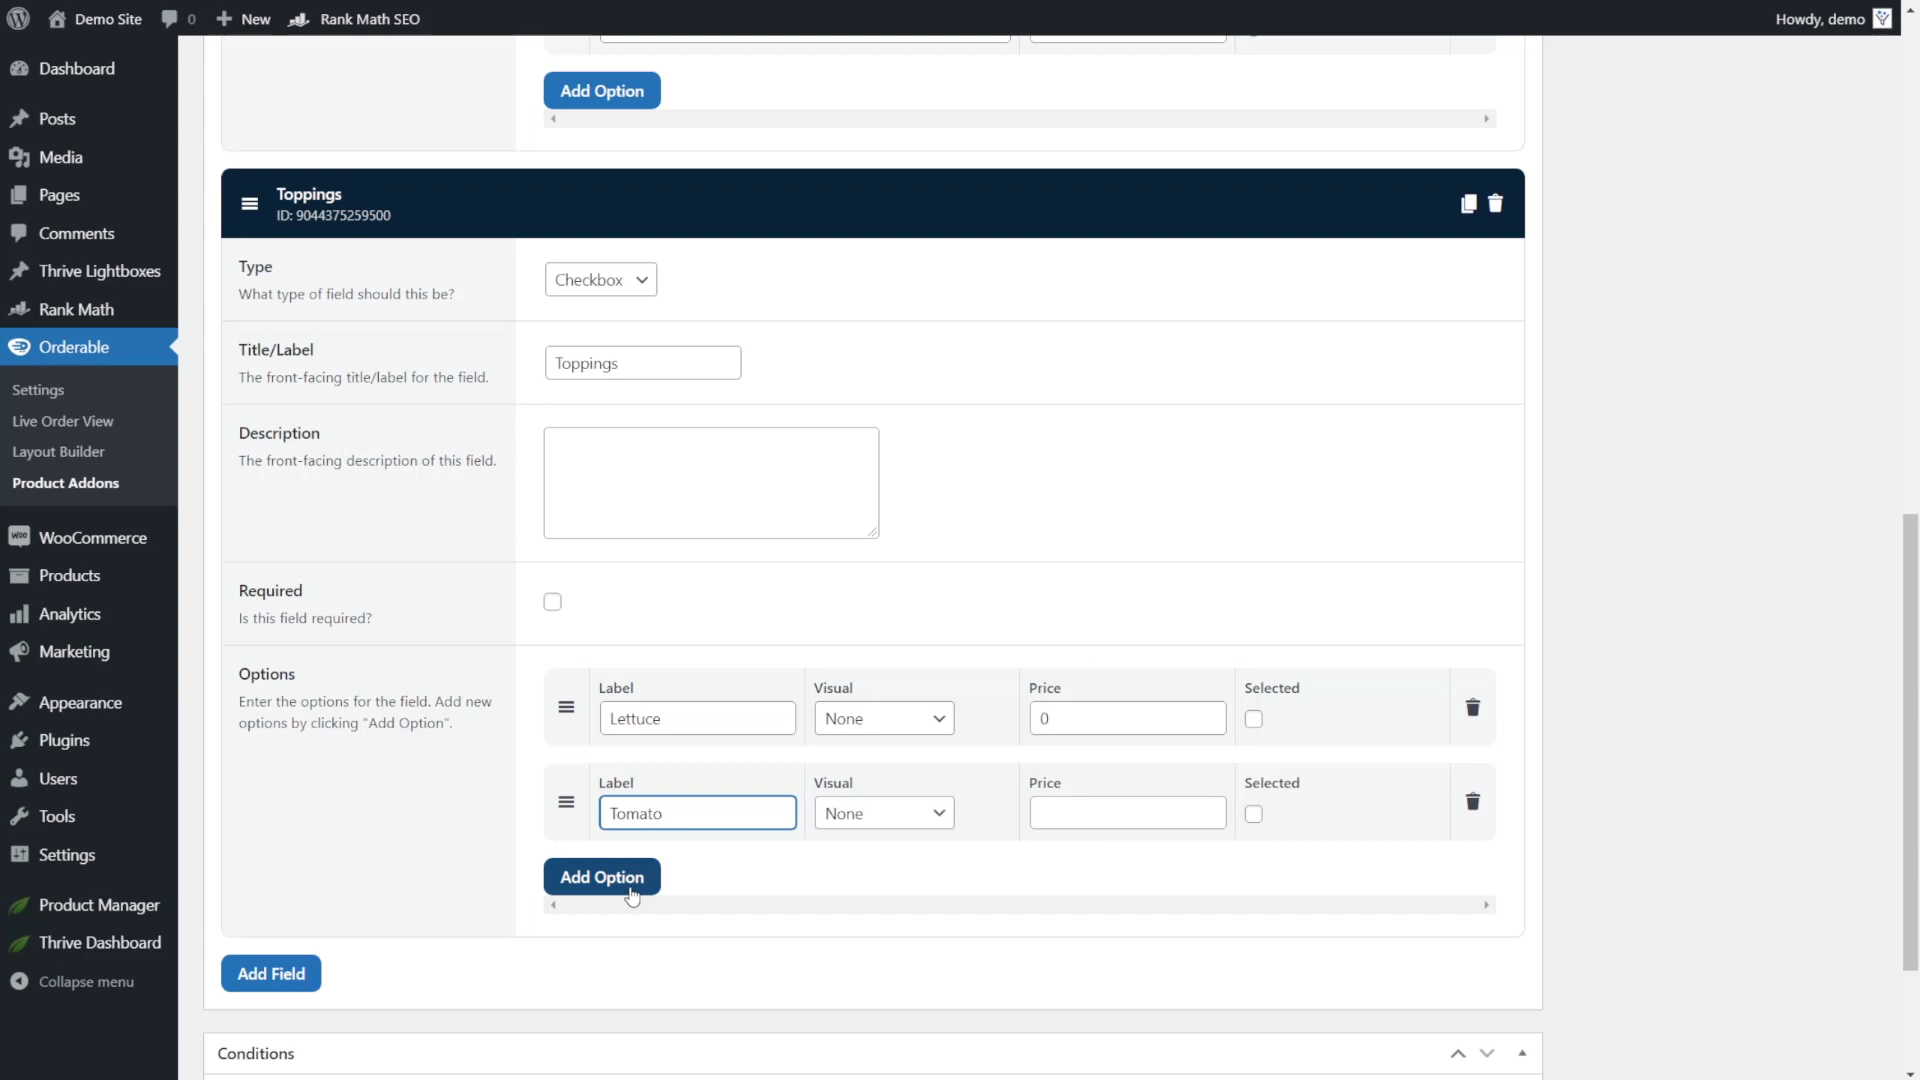 Demo Site
0
New
Rank Math SEO
Howdy, demo
Dashboard
Posts
Media
Pages
Comments
Thrive Lightboxes
Rank Math
Orderable
Settings
Live Order View
Layout Builder
Product Addons
WooCommerce
Products
Analytics
Marketing
Appearance
Plugins
Users
Tools
Settings
Product Manager
Thrive Dashboard
Collapse menu
Add Option
Toppings
ID: 9044375259500
Type
What type of field should this be?
Checkbox
Title/Label
The front-facing title/label for the field.
Toppings
Description
The front-facing description of this field.
Required
Is this field required?
Options
Enter the options for the field. Add new
options by clicking "Add Option".
Label
Visual
Price
Selected
Lettuce
None
0
Label
Visual
Price
Selected
Tomato
None
Add Option
Add Field
Conditions